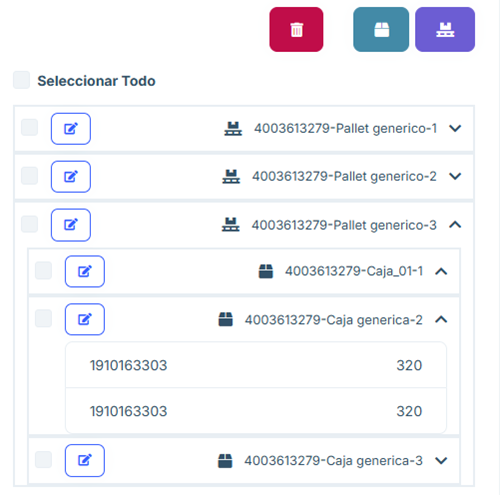 Seleccionar Todo
4003613279-Pallet generico-1
4003613279-Pallet generico-2
4003613279-Pallet generico-3
4003613279-Caja_01-1
4003613279-Caja generica-2
1910163303 320
1910163303 320
4003613279-Caja generica-3